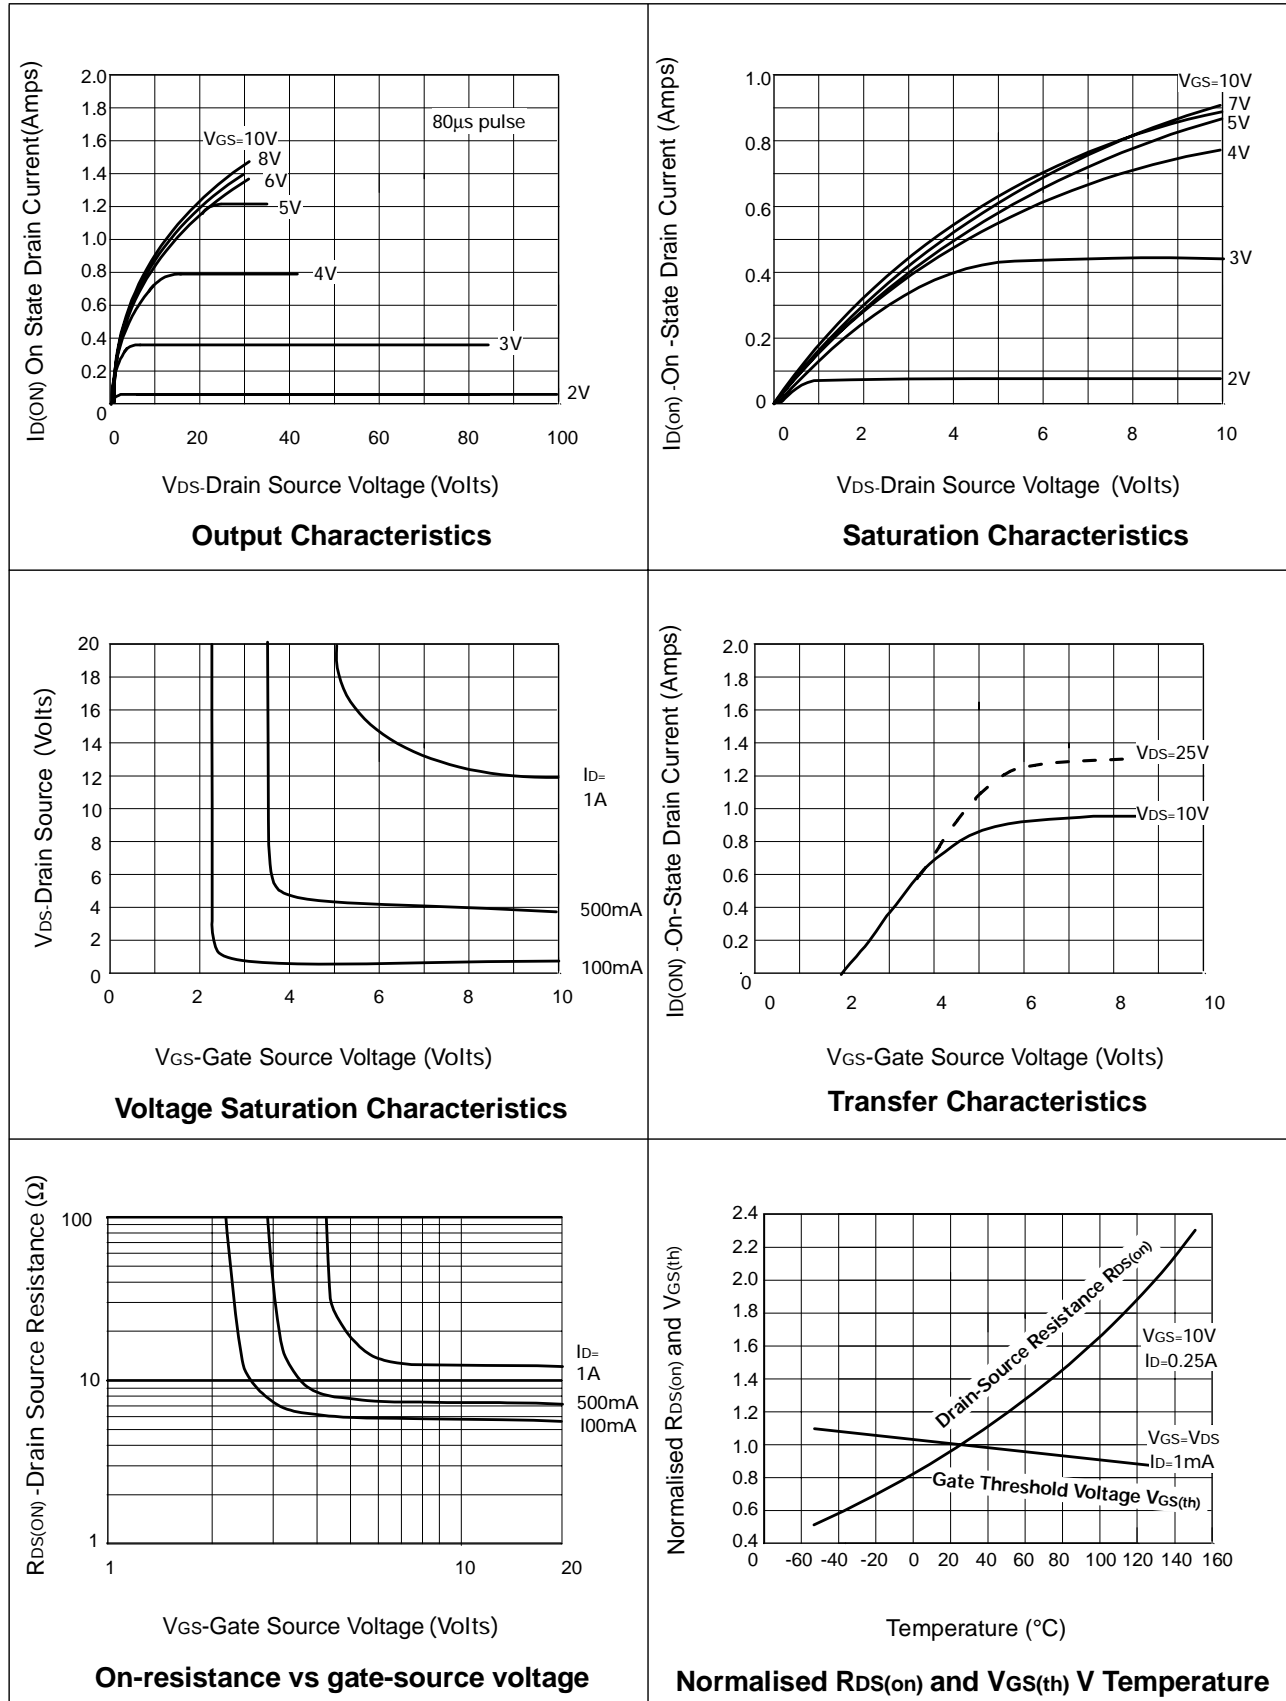 ID(ON) On State Drain Current(Amps)
2.0
1.8
1.6
1.4
1.2
1.0
0.8
0.6
0.4
0.2
0
80µs pulse
VGS=10V
8V
6V
5V
4V
3V
2V
0 20 40 60 80 100
VDS-Drain Source Voltage (Volts)
Output Characteristics
ID(on) -On -State Drain Current (Amps)
1.0
0.8
0.6
0.4
0.2
0
VGS=10V
7V
5V
4V
3V
2V
0 2 4 6 8 10
VDS-Drain Source Voltage (Volts)
Saturation Characteristics
VDS-Drain Source (Volts)
20
18
16
14
12
10
8
6
4
2
0
ID=
1A
500mA
100mA
0 2 4 6 8 10
VGS-Gate Source Voltage (Volts)
Voltage Saturation Characteristics
ID(ON) -On-State Drain Current (Amps)
2.0
1.8
1.6
1.4
1.2
1.0
0.8
0.6
0.4
0.2
0
VDS=25V
VDS=10V
0 2 4 6 8 10
VGS-Gate Source Voltage (Volts)
Transfer Characteristics
RDS(ON) -Drain Source Resistance (Ω)
100
10
1
ID=
1A
500mA
I00mA
1 10 20
VGS-Gate Source Voltage (Volts)
On-resistance vs gate-source voltage
Normalised RDS(on) and VGS(th)
2.4
2.2
2.0
1.8
1.6
1.4
1.2
1.0
0.8
0.6
0.4
Drain-Source Resistance RDS(on)
VGS=10V
ID=0.25A
VGS=VDS
ID=1mA
Gate Threshold Voltage VGS(th)
0 -60 -40 -20 0 20 40 60 80 100 120 140 160
Temperature (°C)
Normalised RDS(on) and VGS(th) V Temperature